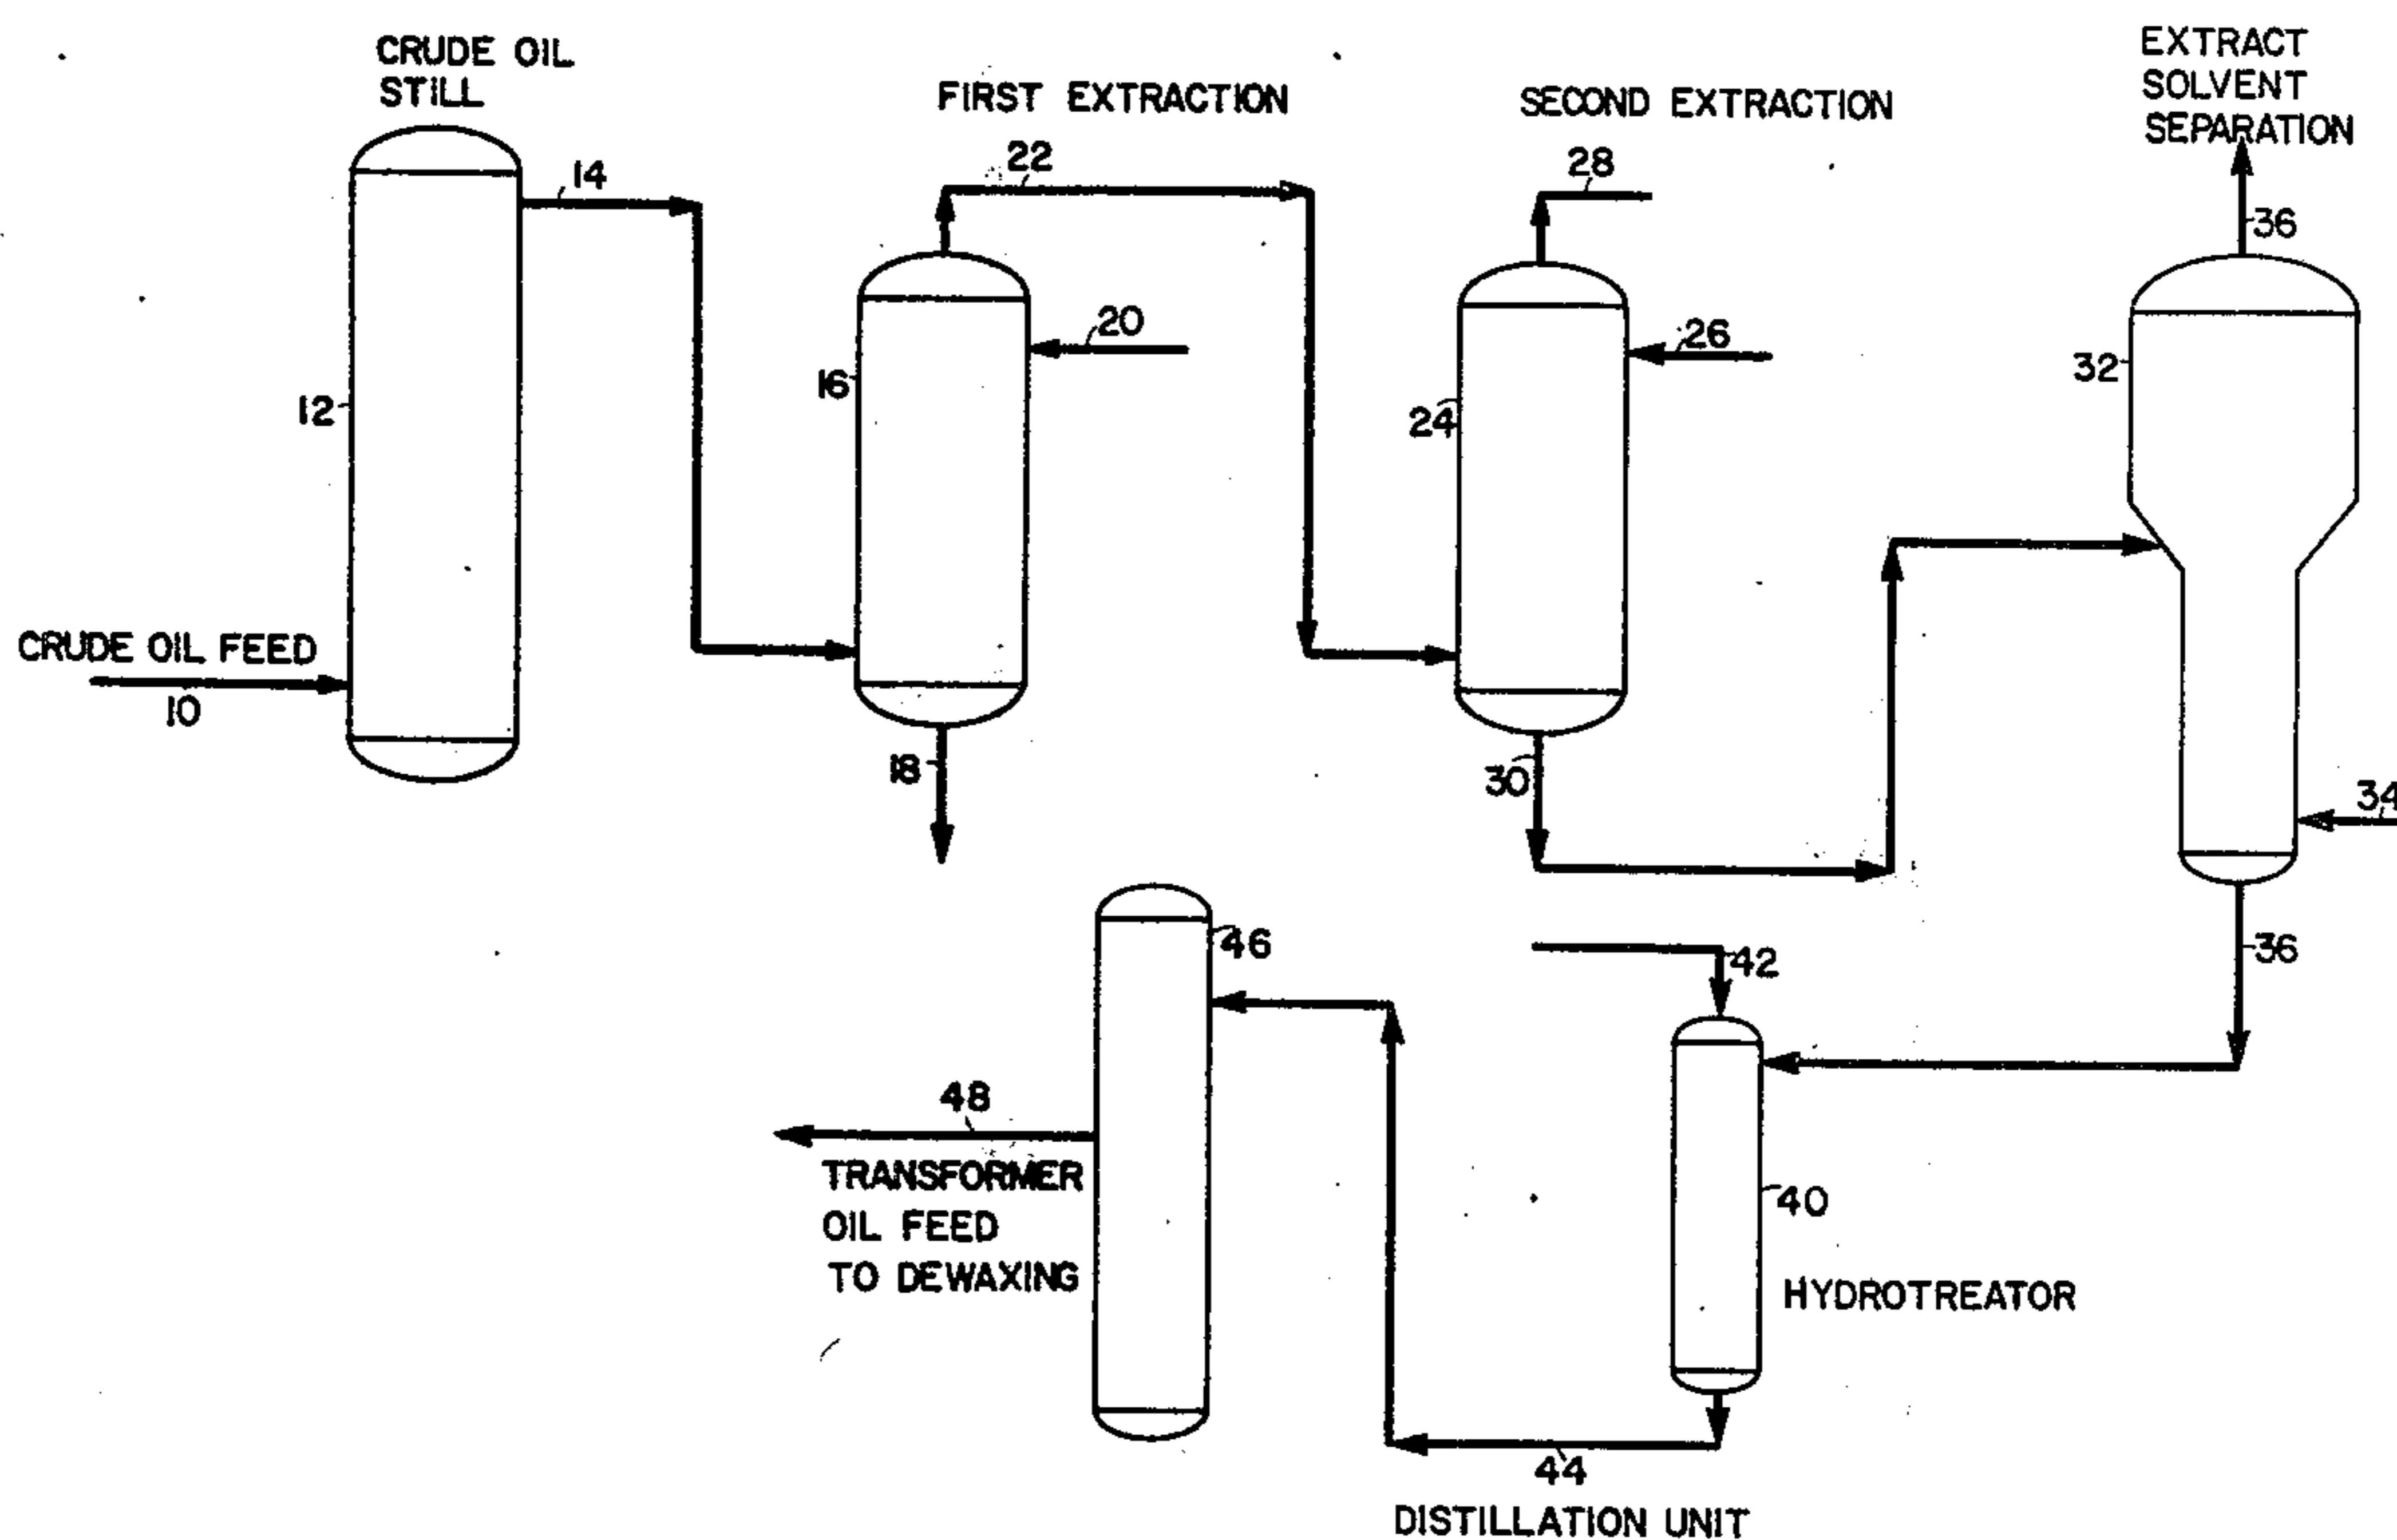 CRUDE OIL
STILL
FIRST EXTRACTION
SECOND EXTRACTION
EXTRACT
SOLVENT
SEPARATION
14
22
28
36
20
26
12
16
24
32
CRUDE OIL FEED
10
18
30
34
46
42
36
48
TRANSFORMER
OIL FEED
TO DEWAXING
40
HYDROTREATOR
44
DISTILLATION UNIT